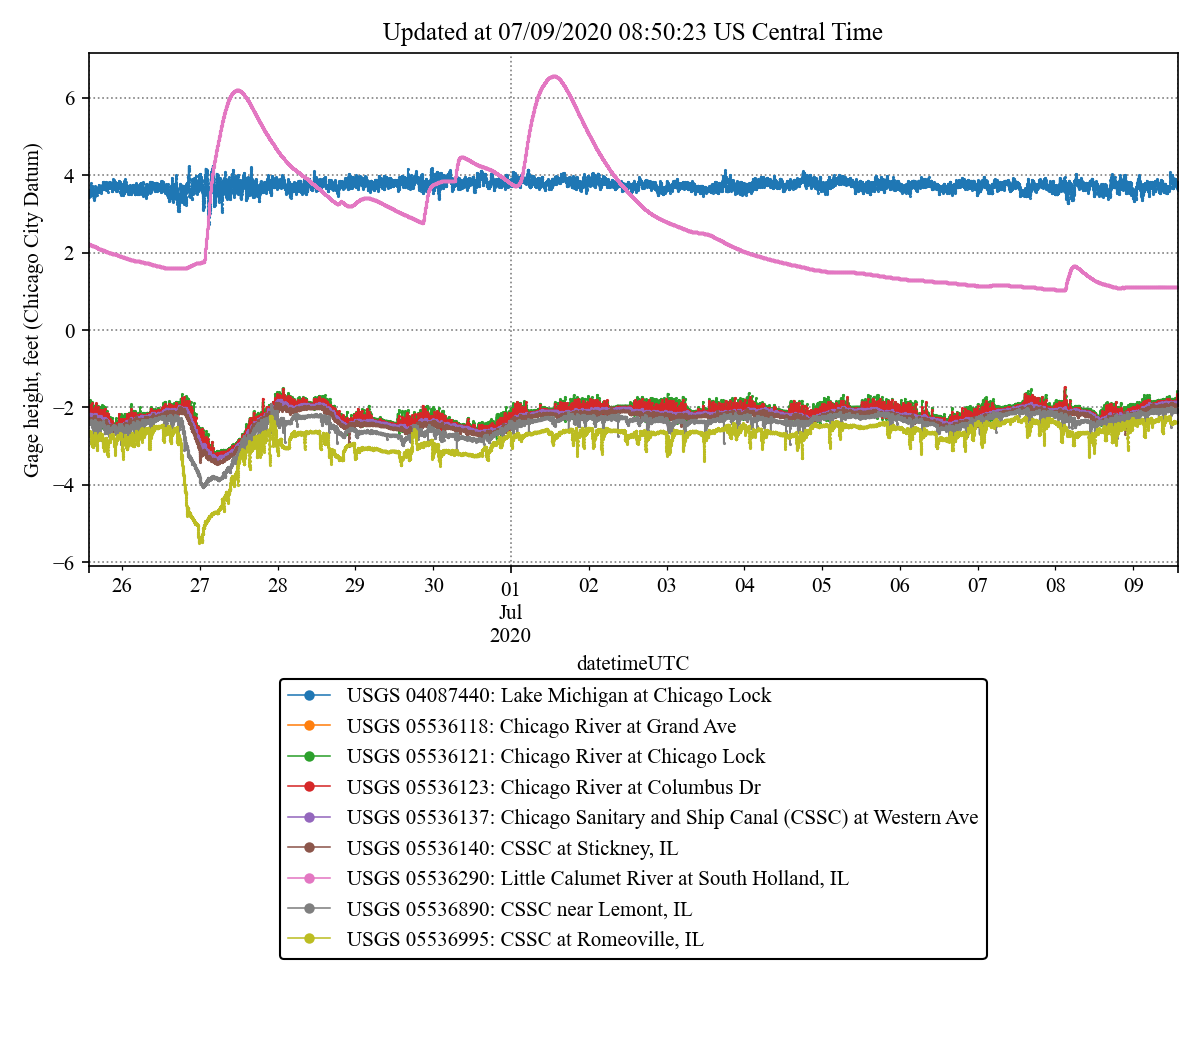 Updated at 07/09/2020 08:50:23 US Central Time
Gage height, feet (Chicago City Datum)
6
4
2
0
−2
−4
−6
26 27 28 29 30 01 02 03 04 05 06 07 08 09
Jul
2020
datetimeUTC
USGS 04087440: Lake Michigan at Chicago Lock
USGS 05536118: Chicago River at Grand Ave
USGS 05536121: Chicago River at Chicago Lock
USGS 05536123: Chicago River at Columbus Dr
USGS 05536137: Chicago Sanitary and Ship Canal (CSSC) at Western Ave
USGS 05536140: CSSC at Stickney, IL
USGS 05536290: Little Calumet River at South Holland, IL
USGS 05536890: CSSC near Lemont, IL
USGS 05536995: CSSC at Romeoville, IL